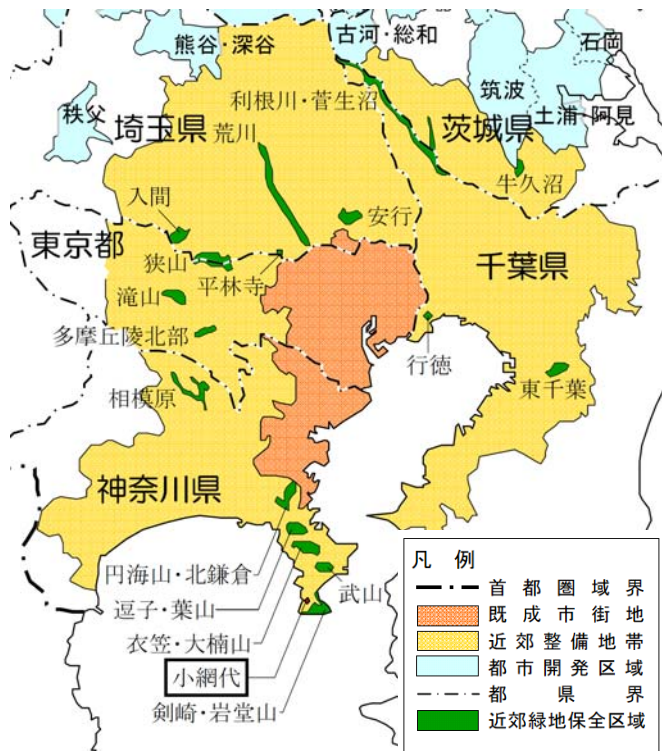 熊谷・深谷
古河・総和
石岡
筑波
秩父
利根川・菅生沼
土浦・阿見
埼玉県
荒川
茨城県
牛久沼
入間
安行
東京都
狭山
平林寺
千葉県
滝山
多摩丘陵北部
行徳
相模原
東千葉
神奈川県
円海山・北鎌倉
逗子・葉山
武山
衣笠・大楠山
小網代
剣崎・岩堂山
凡例
首都圏域界
既成市街地
近郊整備地帯
都市開発区域
都県界
近郊緑地保全区域